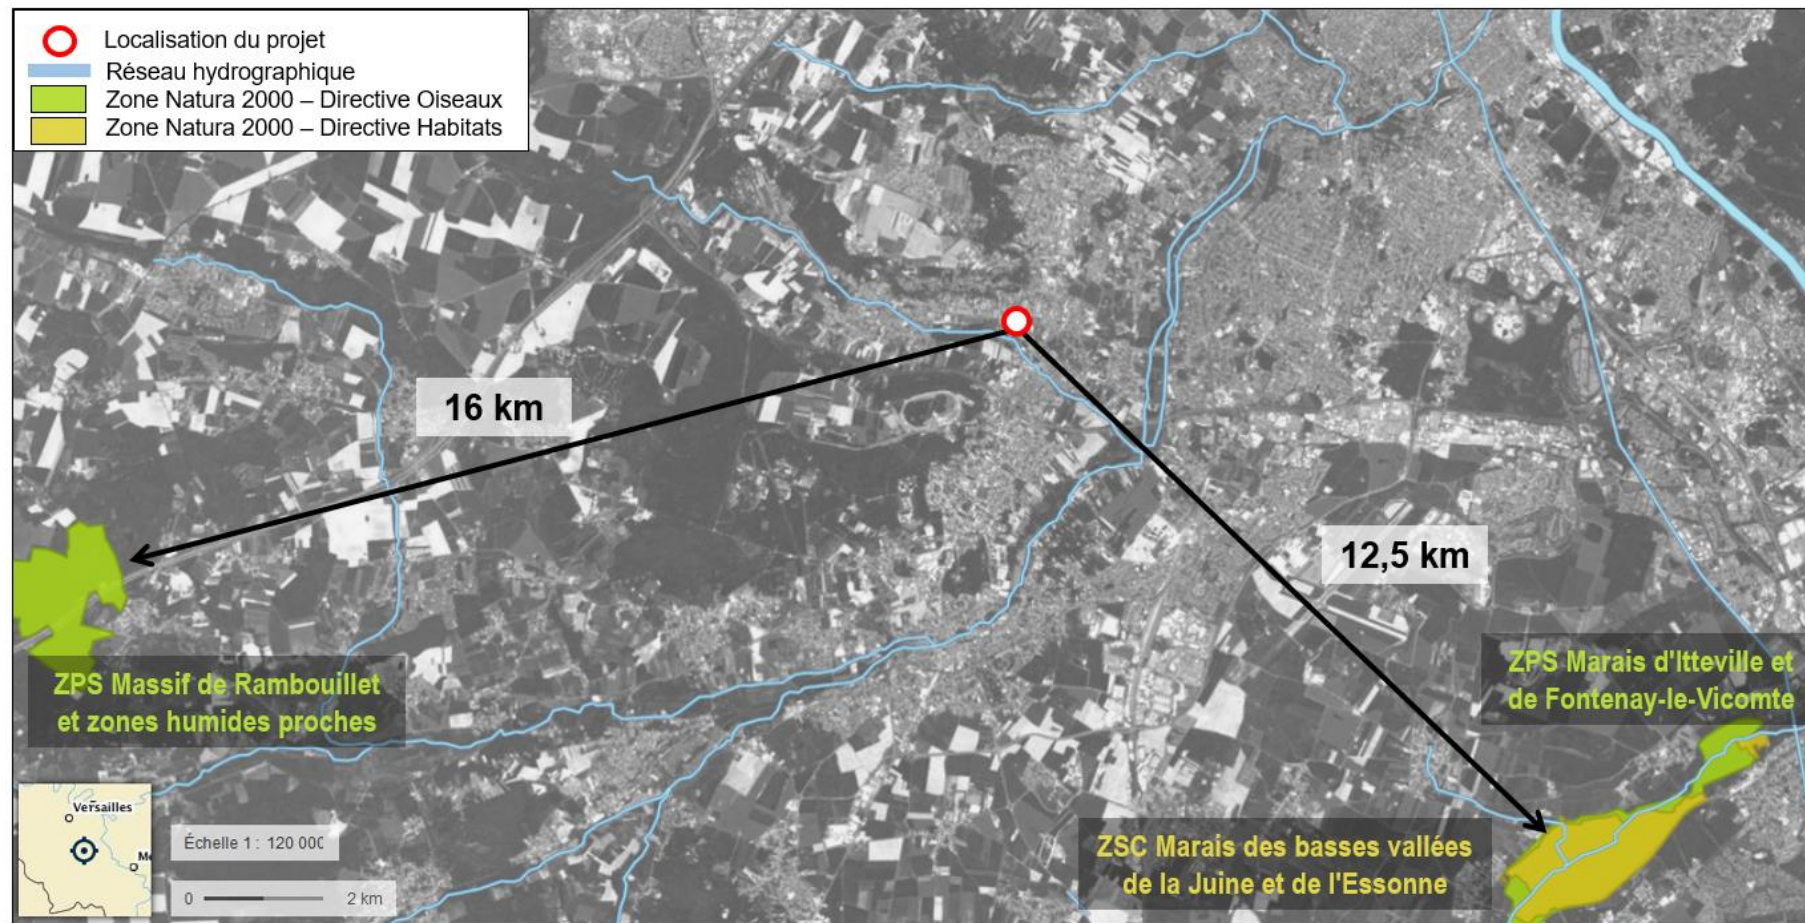 Localisation du projet
Réseau hydrographique
Zone Natura 2000 – Directive Oiseaux
Zone Natura 2000 – Directive Habitats
16 km
12,5 km
ZPS Marais d'Itteville et
de Fontenay-le-Vicomte
ZPS Massif de Rambouillet
et zones humides proches
ZSC Marais des basses vallées
de la Juine et de l'Essonne
Versailles
Me
Échelle 1 : 120 000
0 2 km